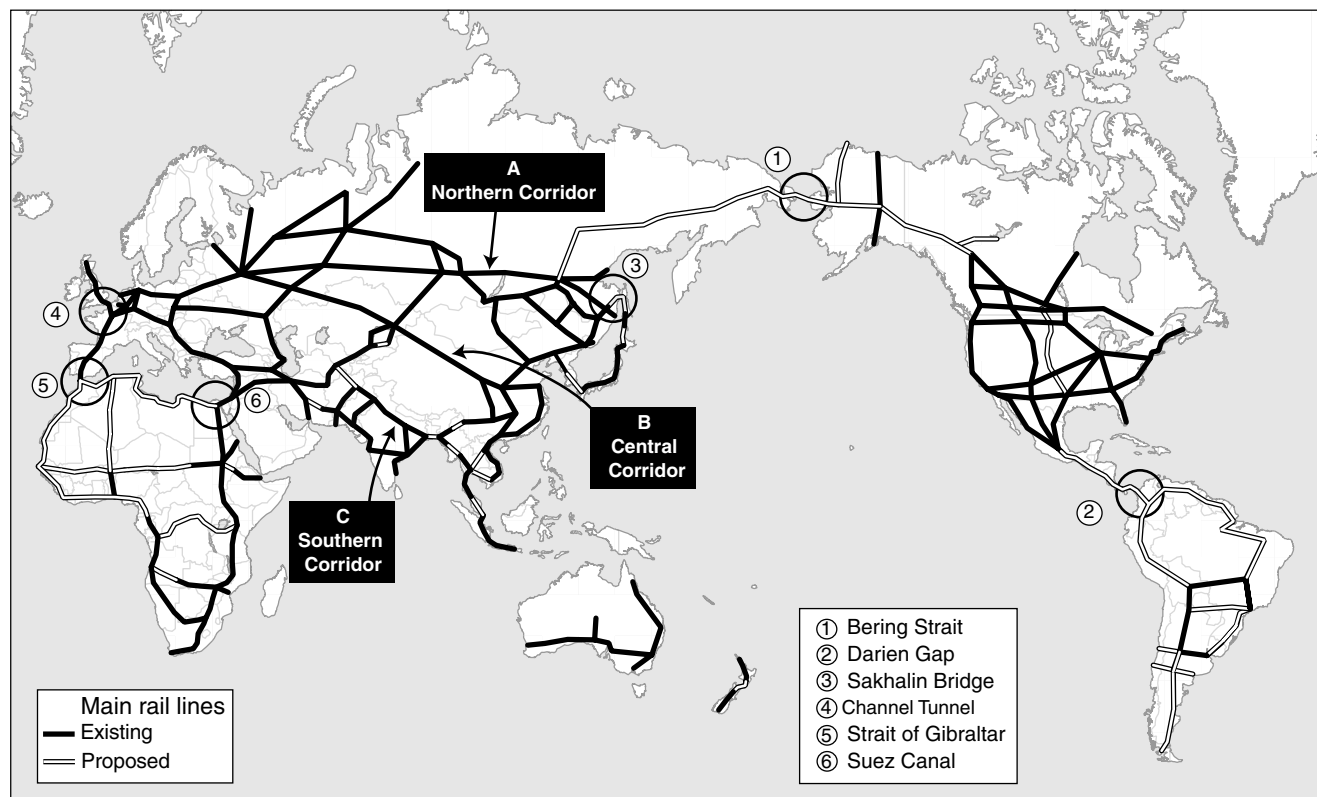 1
A
Northern Corridor
3
4
5
6
B
Central
Corridor
2
C
Southern
Corridor
Main rail lines
Existing
Proposed
1 Bering Strait
2 Darien Gap
3 Sakhalin Bridge
4 Channel Tunnel
5 Strait of Gibraltar
6 Suez Canal